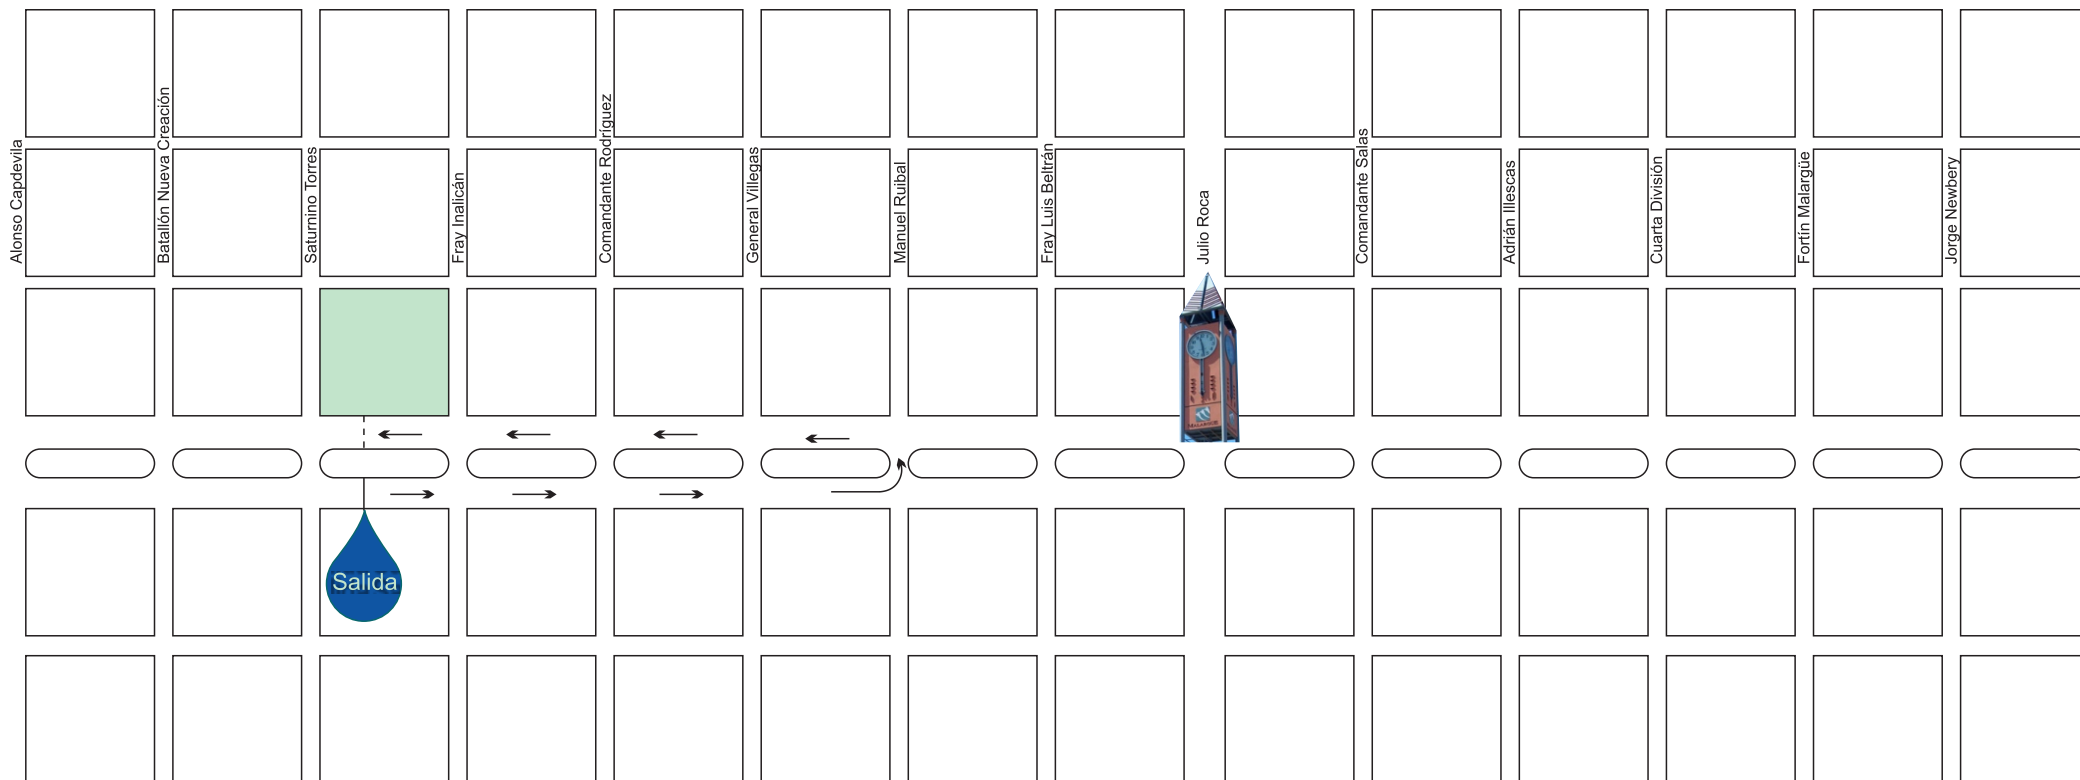 Alonso Capdevila
Batallón Nueva Creación
Saturnino Torres
Fray Inalicán
Comandante Rodríguez
General Villegas
Manuel Ruibal
Fray Luis Beltrán
Julio Roca
Comandante Salas
Adrián Illescas
Cuarta División
Fortín Malargüe
Jorge Newbery
Salida